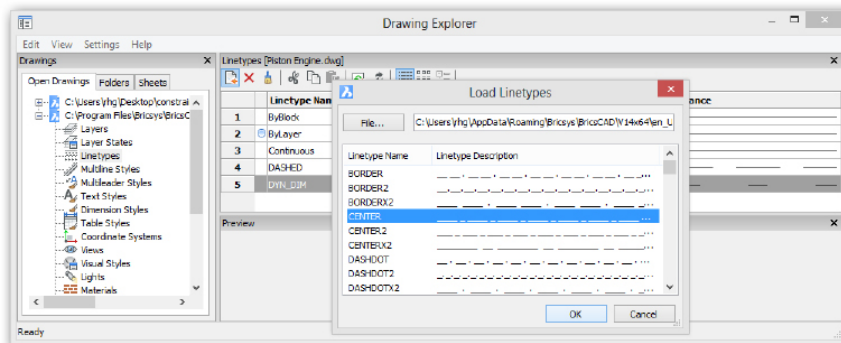 Drawing Explorer
Edit View Settings Help
Drawings
Open Drawings Folders Sheets
C:\Users\rhg\Desktop\constrai
C:\Program Files\Bricsys\BricsC
Layers
Layer States
Linetypes
Multiline Styles
Multileader Styles
Text Styles
Dimension Styles
Table Styles
Coordinate Systems
Views
Visual Styles
Lights
Materials
Ready
Linetypes [Piston Engine.dwg]
Linetype Nam
1 ByBlock
2 ByLayer
3 Continuous
4 DASHED
5 DYN_DIM
Preview
Load Linetypes
File... C:\Users\rhg\AppData\Roaming\Bricsys\BricsCAD\V14x64\en_U
Linetype Name Linetype Description
BORDER
BORDER2
BORDERX2
CENTER
CENTER2
CENTERX2
DASHDOT
DASHDOT2
DASHDOTX2
OK Cancel
ance